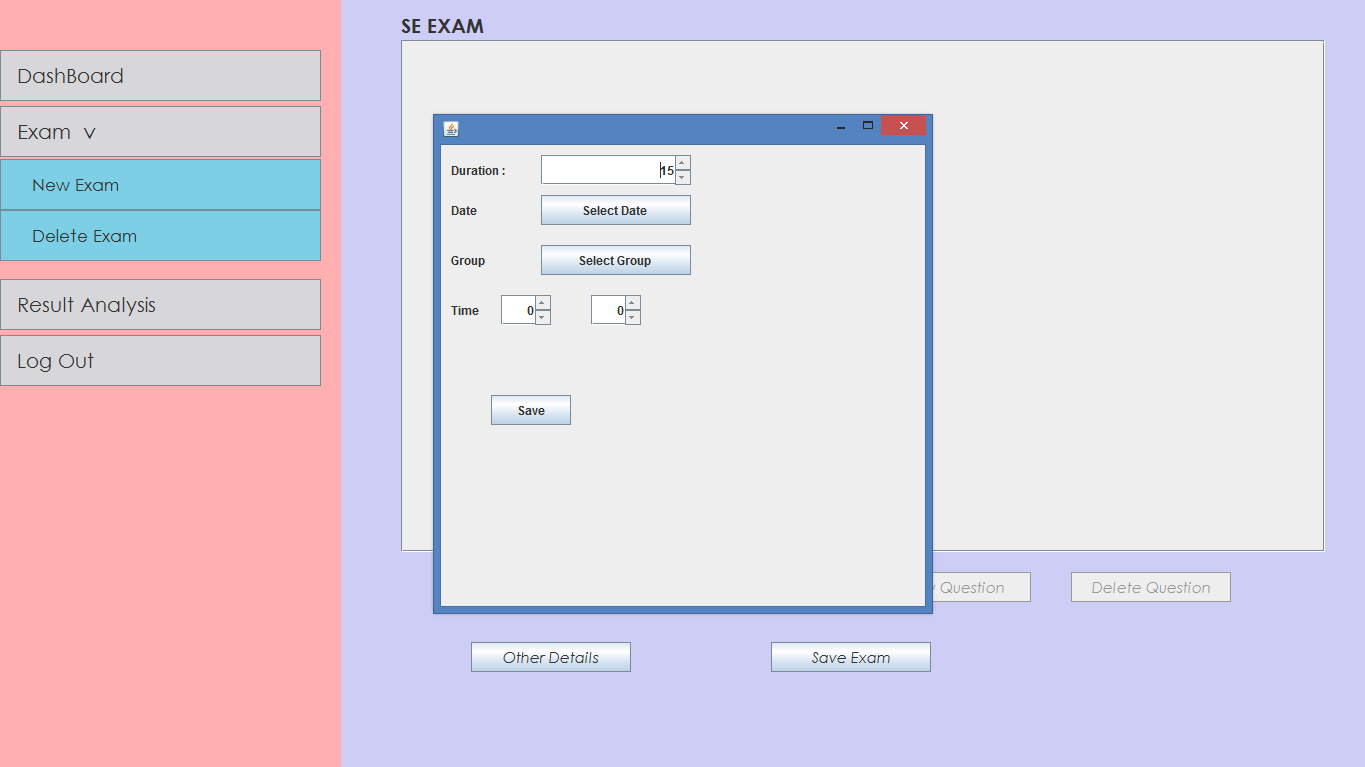 SE EXAM
DashBoard
Exam v
New Exam
Delete Exam
Result Analysis
Log Out
Duration : 15
Date Select Date
Group Select Group
Time 0 0
Save
Question
Delete Question
Other Details
Save Exam